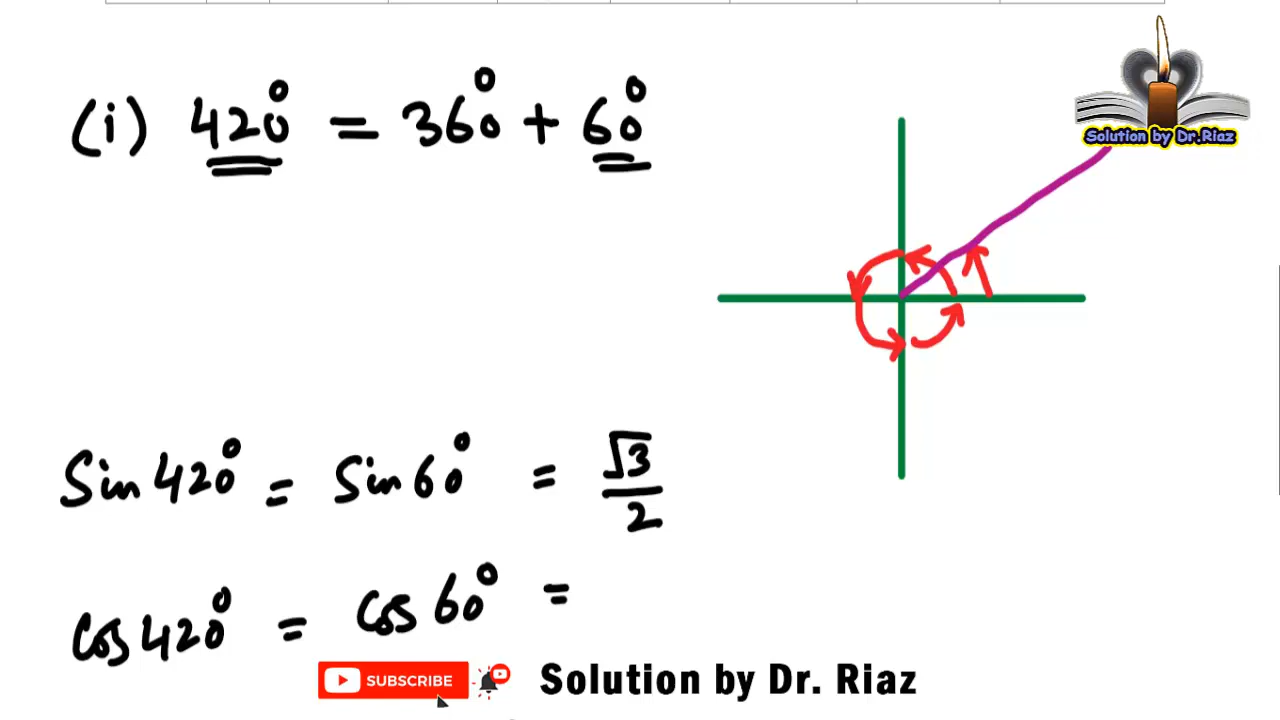 (i) 420° = 360° + 60°
Solution by Dr.Riaz
Sin 420° = Sin 60° = √3/2
Cos 420° = Cos 60° =
SUBSCRIBE
Solution by Dr. Riaz